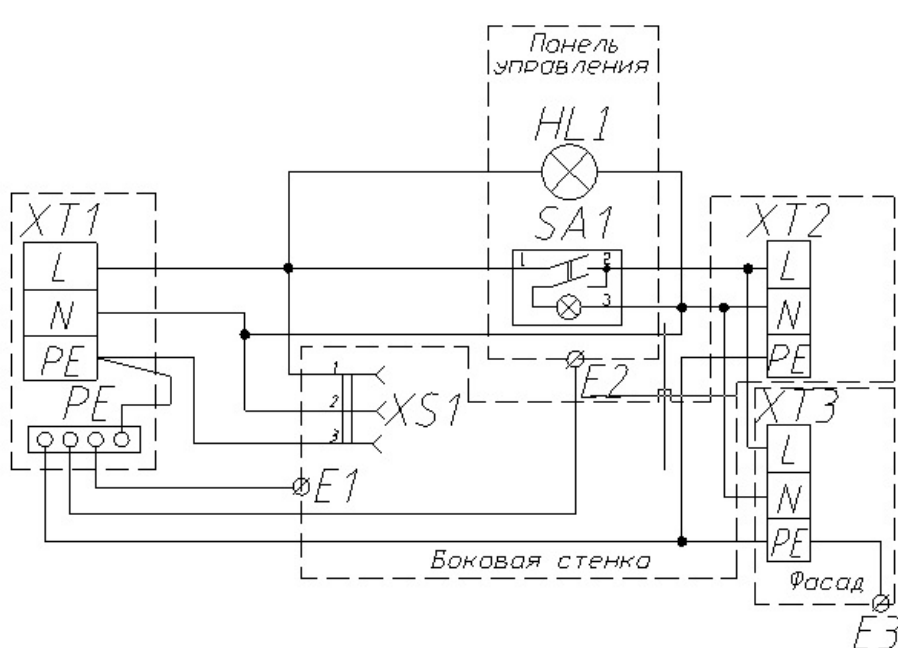 Панель
управления
HL1
XT1
SA1
XT2
L
1
2
L
N
3
N
PE
PE
E2
PE
1
XT3
2
XS1
3
L
E1
N
PE
Боковая стенка
Фасад
E3